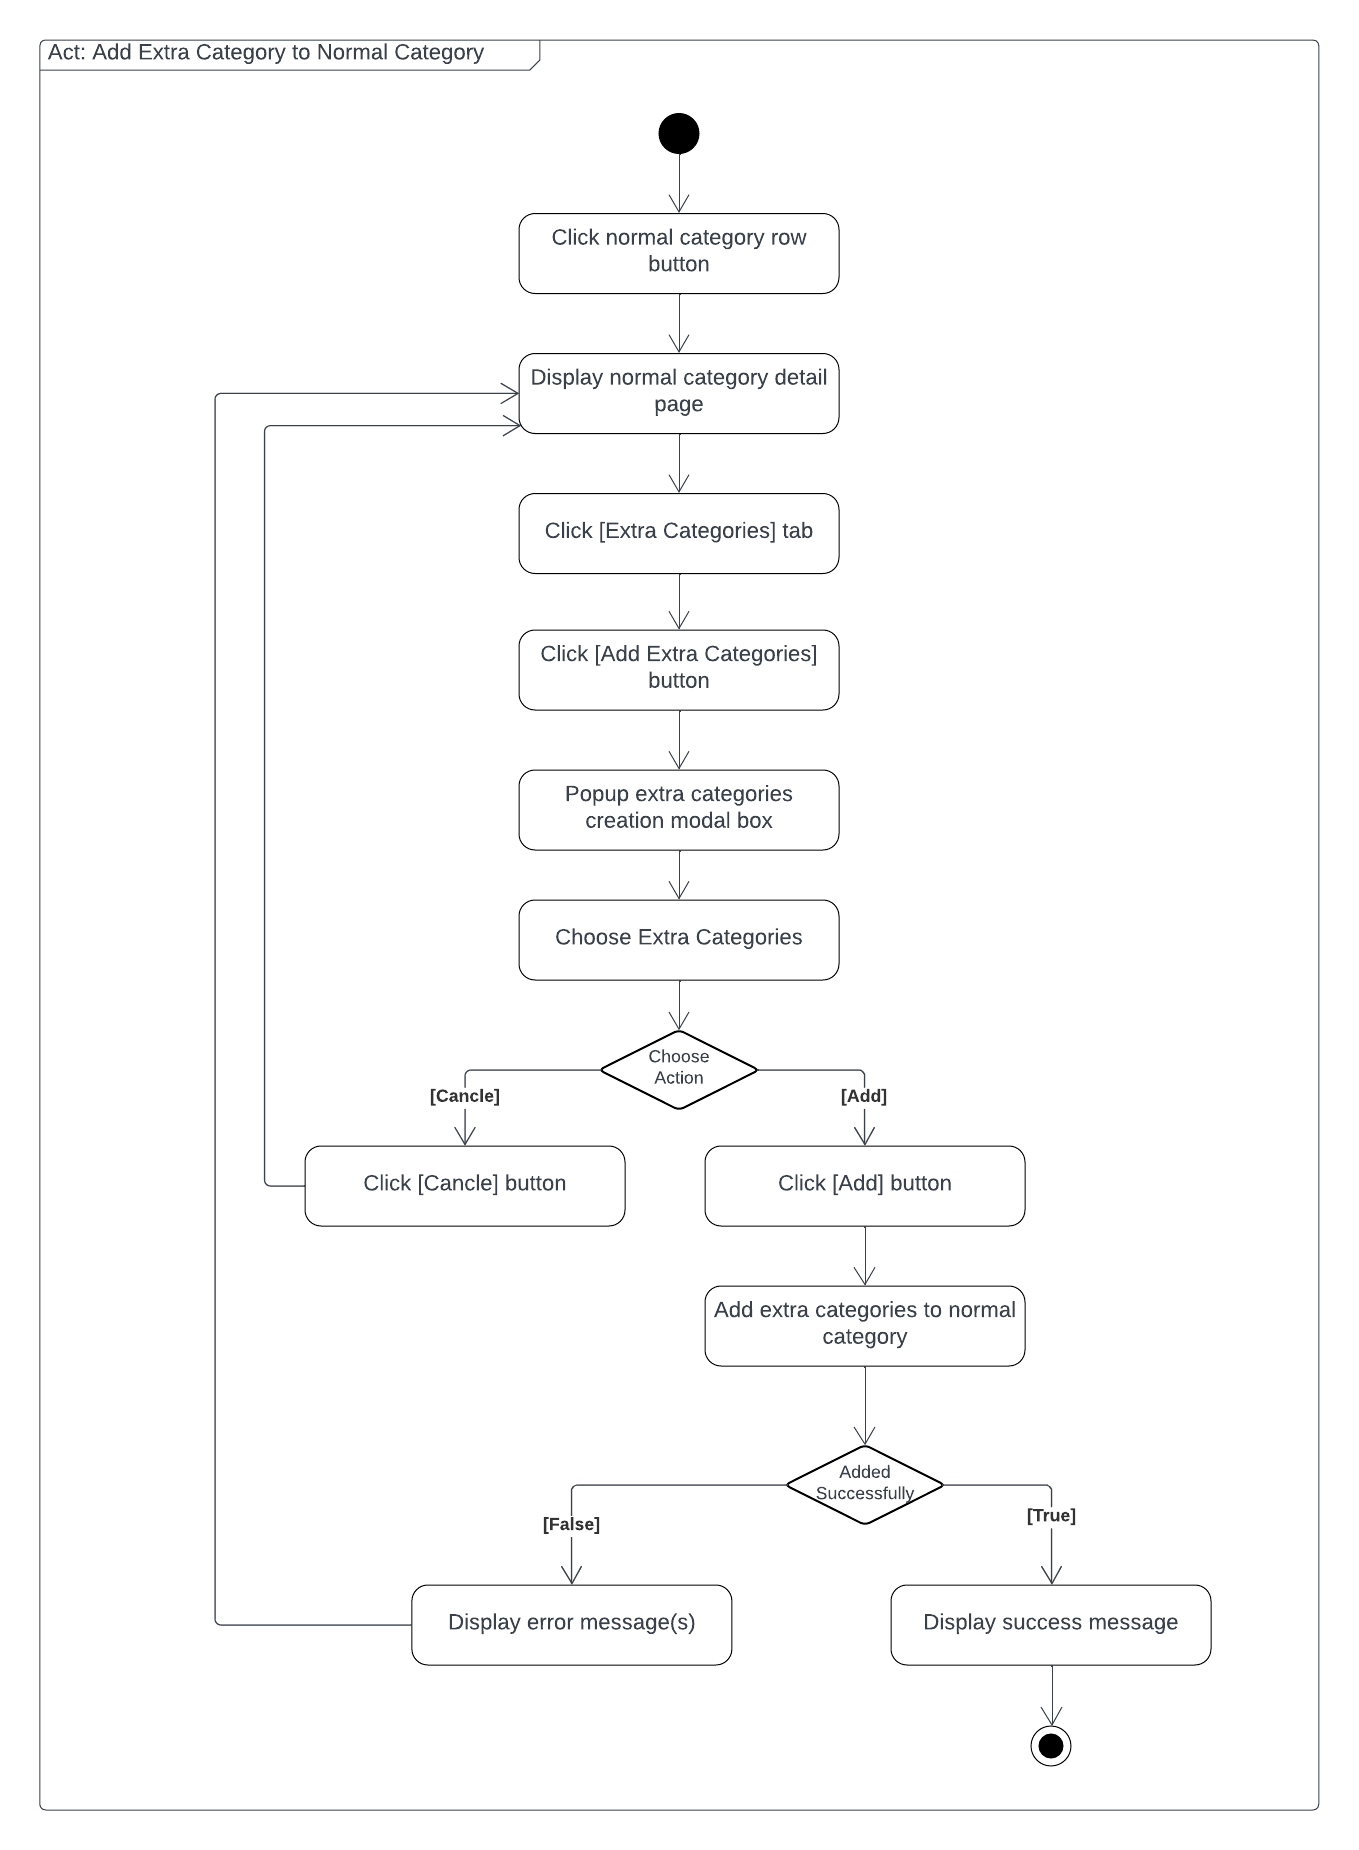 Act: Add Extra Category to Normal Category
Click normal category row
button
Display normal category detail
page
Click [Extra Categories] tab
Click [Add Extra Categories]
button
Popup extra categories
creation modal box
Choose Extra Categories
Choose
Action
[Cancle]
[Add]
Click [Cancle] button
Click [Add] button
Add extra categories to normal
category
Added
Successfully
[False]
[True]
Display error message(s)
Display success message